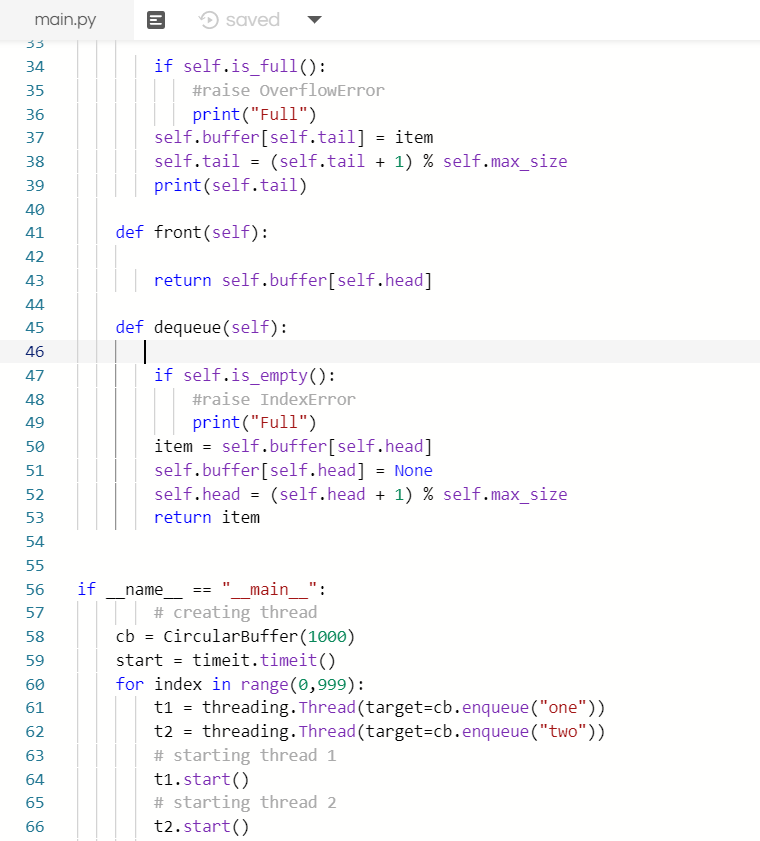 main.py saved
33
34 if self.is_full():
35 #raise OverflowError
36 print("Full")
37 self.buffer[self.tail] = item
38 self.tail = (self.tail + 1) % self.max_size
39 print(self.tail)
40
41 def front(self):
42
43 return self.buffer[self.head]
44
45 def dequeue(self):
46
47 if self.is_empty():
48 #raise IndexError
49 print("Full")
50 item = self.buffer[self.head]
51 self.buffer[self.head] = None
52 self.head = (self.head + 1) % self.max_size
53 return item
54
55
56 if __name__ == "__main__":
57 # creating thread
58 cb = CircularBuffer(1000)
59 start = timeit.timeit()
60 for index in range(0,999):
61 t1 = threading.Thread(target=cb.enqueue("one"))
62 t2 = threading.Thread(target=cb.enqueue("two"))
63 # starting thread 1
64 t1.start()
65 # starting thread 2
66 t2.start()